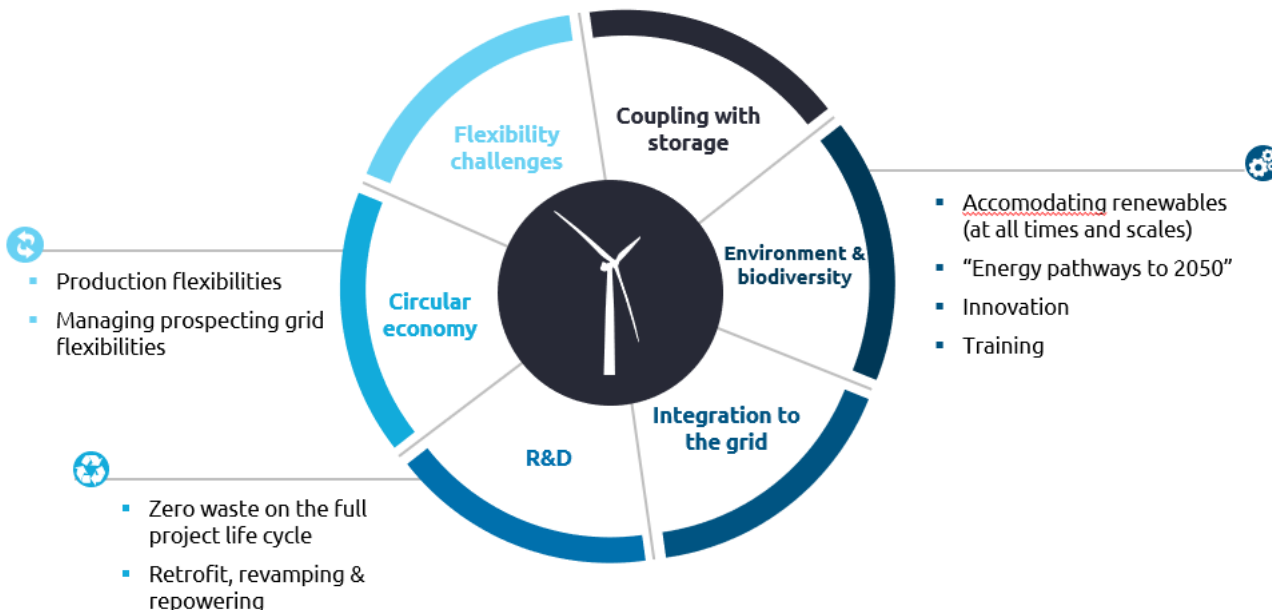 Flexibility
challenges
Coupling with
storage
Environment &
biodiversity
Integration to
the grid
R&D
Circular
economy
▪ Production flexibilities
▪ Managing prospecting grid
flexibilities
▪ Zero waste on the full
project life cycle
▪ Retrofit, revamping &
repowering
▪ Accomodating renewables
(at all times and scales)
▪ “Energy pathways to 2050”
▪ Innovation
▪ Training